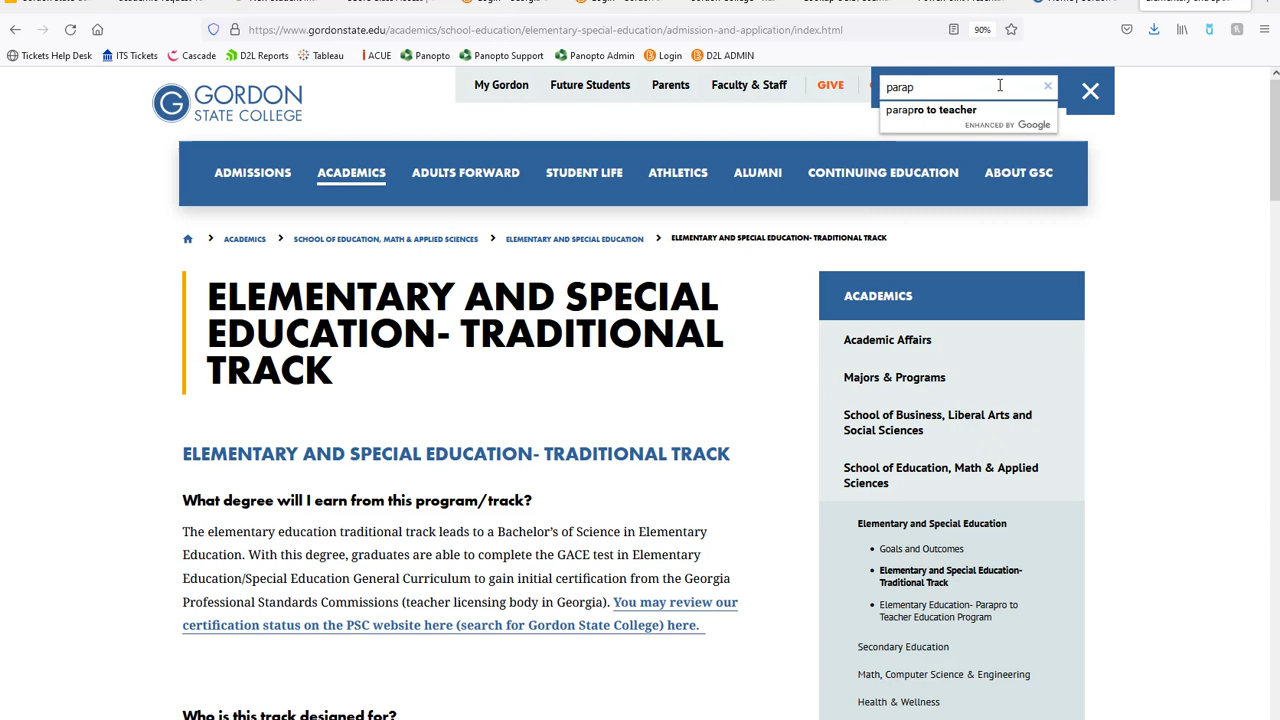 https://www.gordonstate.edu/academics/school-education/elementary-special-education/admission-and-application/index.html
90%
Tickets Help Desk ITS Tickets Cascade D2L Reports Tableau ACUE Panopto Panopto Support Panopto Admin Login D2L ADMIN
GORDON
STATE COLLEGE
My Gordon Future Students Parents Faculty & Staff GIVE
parap
parapro to teacher
ENHANCED BY Google
ADMISSIONS ACADEMICS ADULTS FORWARD STUDENT LIFE ATHLETICS ALUMNI CONTINUING EDUCATION ABOUT GSC
ACADEMICS SCHOOL OF EDUCATION, MATH & APPLIED SCIENCES ELEMENTARY AND SPECIAL EDUCATION ELEMENTARY AND SPECIAL EDUCATION- TRADITIONAL TRACK
ELEMENTARY AND SPECIAL
EDUCATION- TRADITIONAL
TRACK
ELEMENTARY AND SPECIAL EDUCATION- TRADITIONAL TRACK
What degree will I earn from this program/track?
The elementary education traditional track leads to a Bachelor's of Science in Elementary
Education. With this degree, graduates are able to complete the GACE test in Elementary
Education/Special Education General Curriculum to gain initial certification from the Georgia
Professional Standards Commissions (teacher licensing body in Georgia). You may review our
certification status on the PSC website here (search for Gordon State College) here.
Who is this track designed for?
ACADEMICS
Academic Affairs
Majors & Programs
School of Business, Liberal Arts and
Social Sciences
School of Education, Math & Applied
Sciences
Elementary and Special Education
• Goals and Outcomes
• Elementary and Special Education-
Traditional Track
• Elementary Education- Parapro to
Teacher Education Program
Secondary Education
Math, Computer Science & Engineering
Health & Wellness